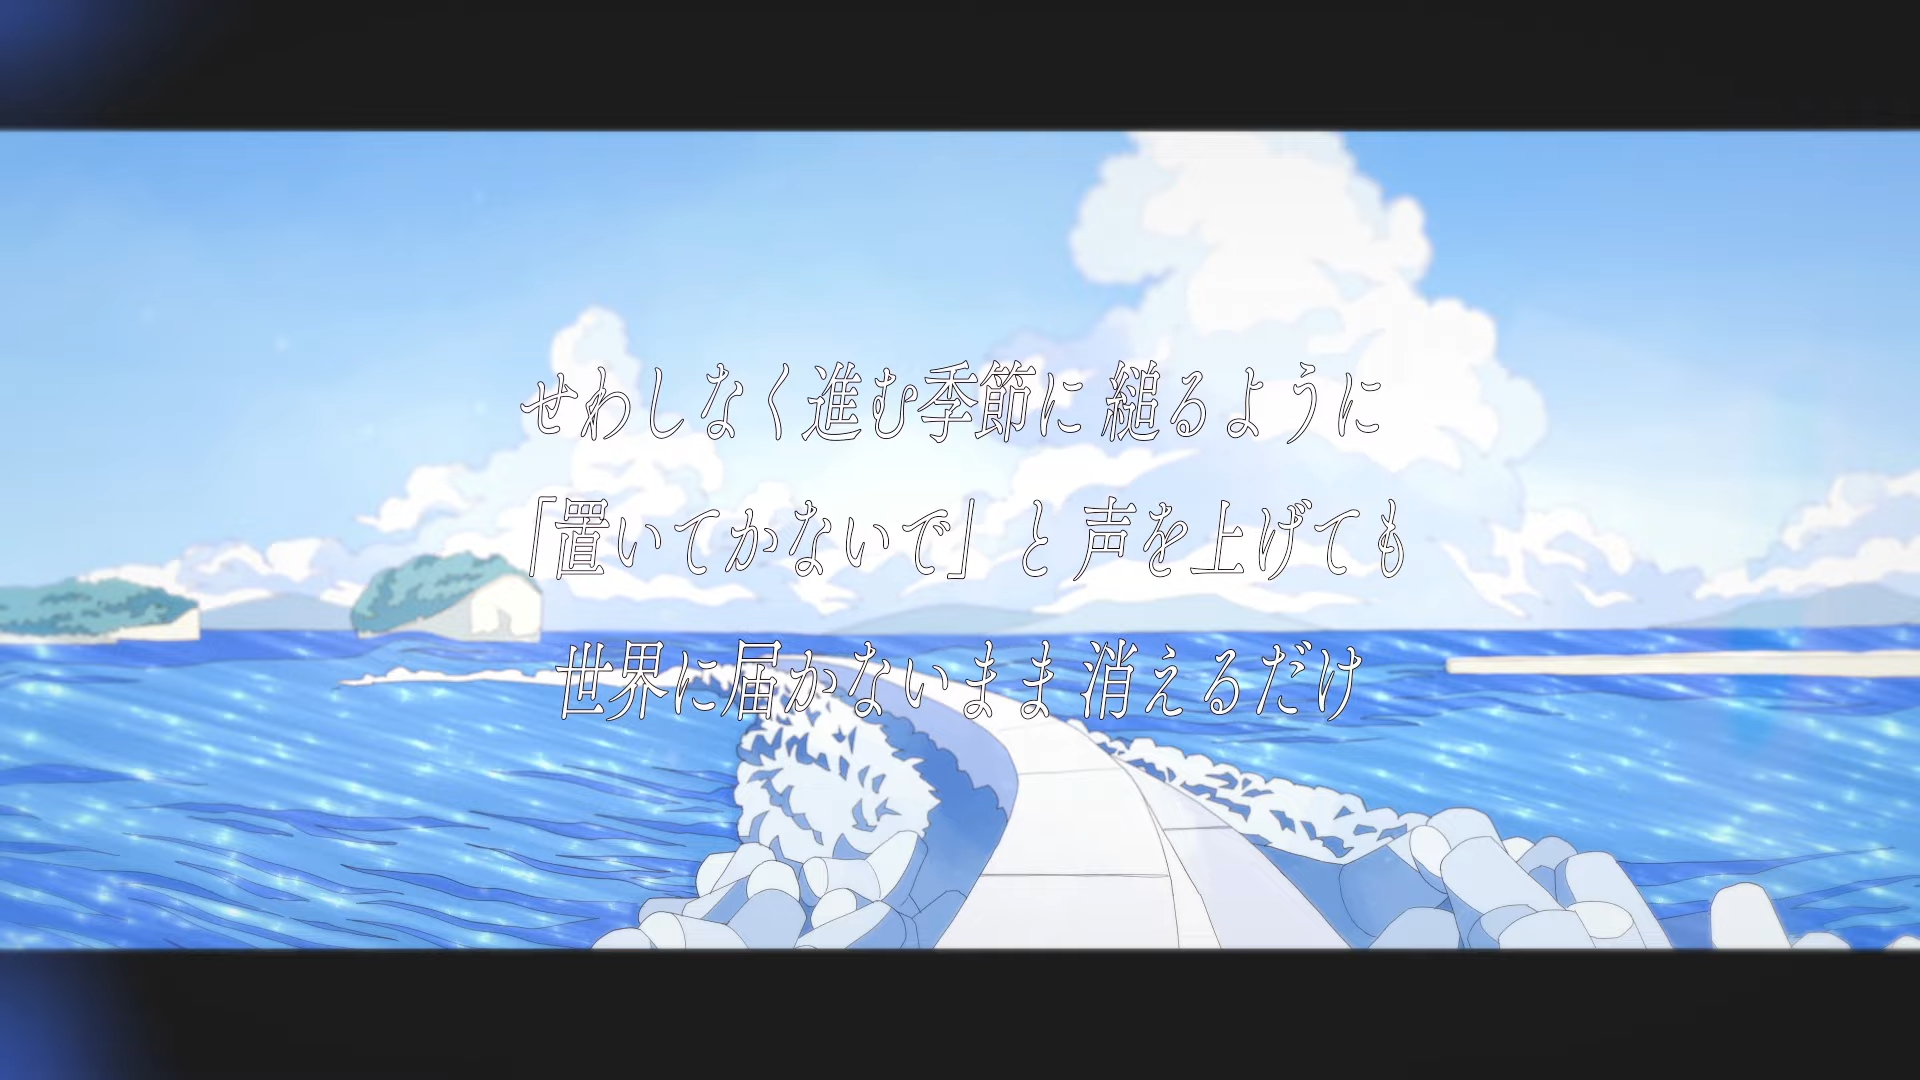 せわしなく進む季節に 縋るように
「置いてかないで」と 声を上げても
世界に届かないまま 消えるだけ